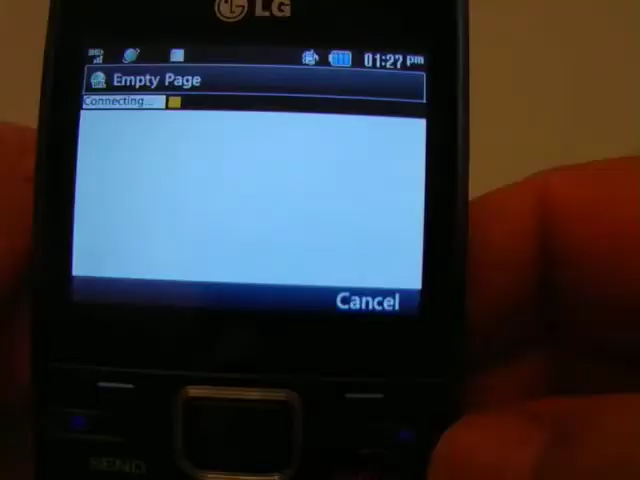 LG
01:27 pm
Empty Page
Connecting...
Cancel
SEND